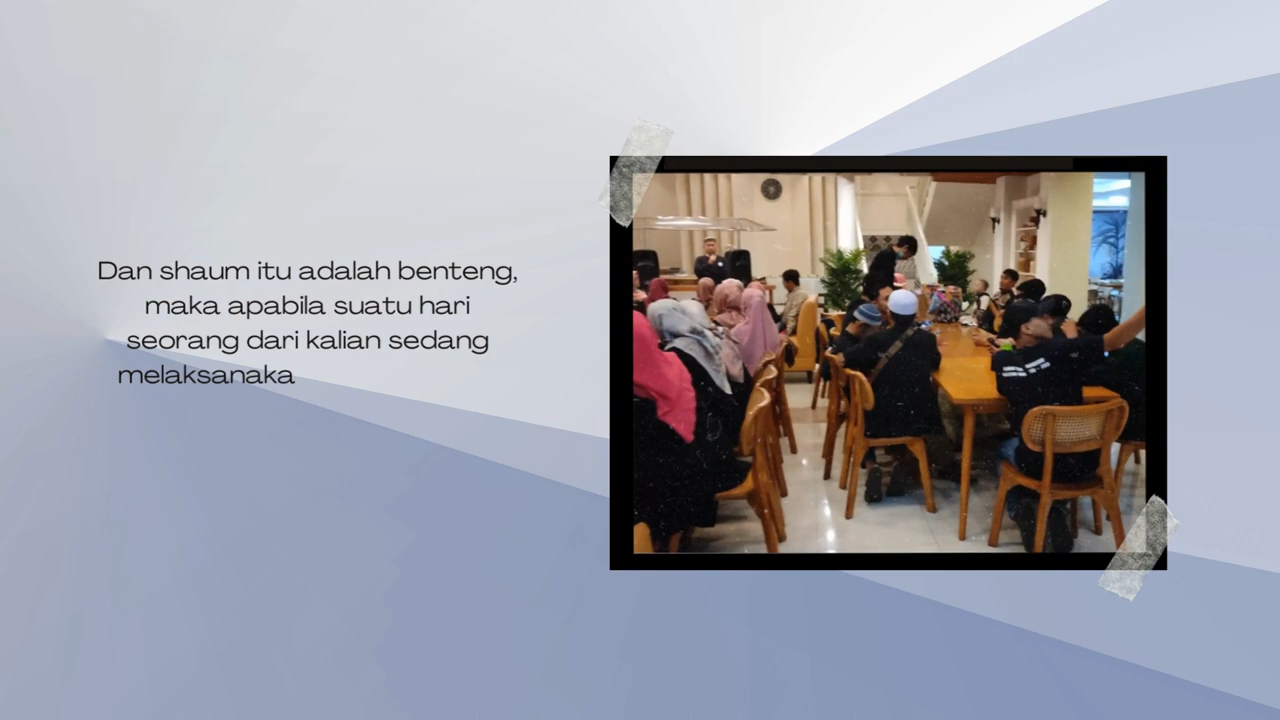 Dan shaum itu adalah benteng,
maka apabila suatu hari
seorang dari kalian sedang
melaksanaka